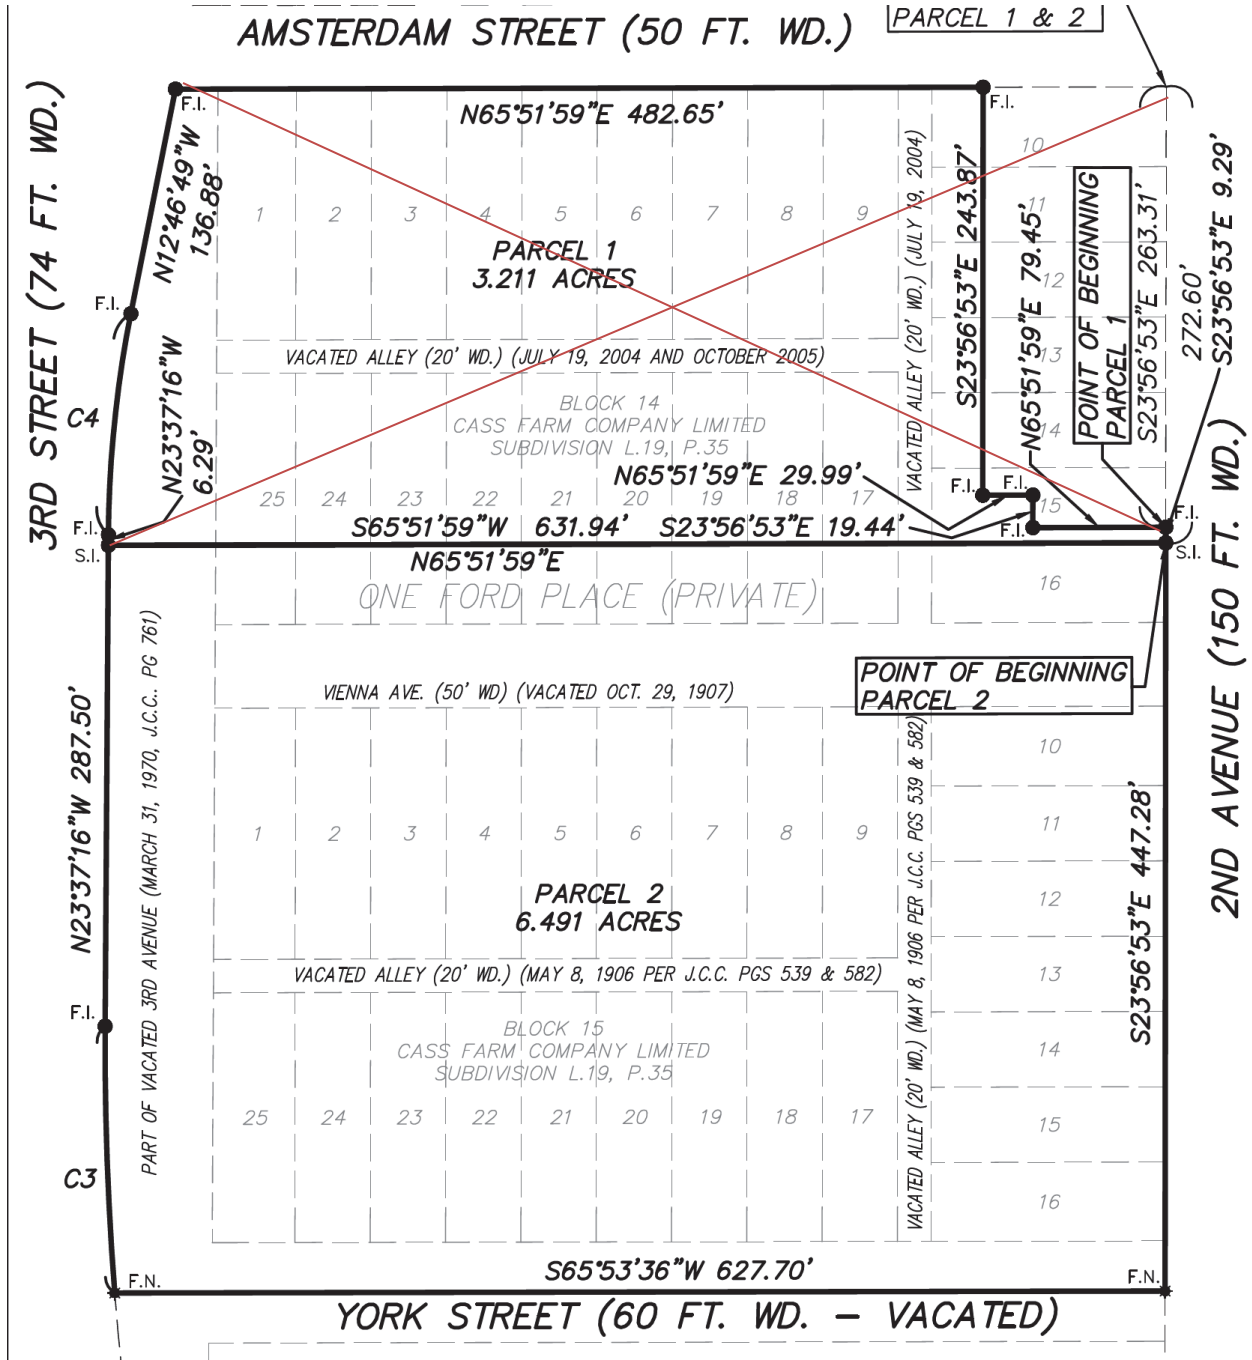 AMSTERDAM STREET (50 FT. WD.)
PARCEL 1 & 2
3RD STREET (74 FT. WD.)
F.I.
N65°51'59"E 482.65'
F.I.
N12°46'49"W
136.88'
F.I.
C4
N23°37'16"W
6.29'
F.I.
S.I.
1 2 3 4 5 6 7 8 9
PARCEL 1
3.211 ACRES
VACATED ALLEY (20' WD.) (JULY 19, 2004 AND OCTOBER 2005)
BLOCK 14
CASS FARM COMPANY LIMITED
SUBDIVISION L.19, P.35
25 24 23 22 21 20 19 18 17
VACATED ALLEY (20' WD.) (JULY 19, 2004)
S23°56'53"E 243.87'
10
11
12
13
14
15
16
N65°51'59"E 79.45'
POINT OF BEGINNING
PARCEL 1
S23°56'53"E 263.31'
272.60'
S23°56'53"E 9.29'
N65°51'59"E 29.99'
F.I.
F.I.
F.I.
F.I.
S.I.
S65°51'59"W 631.94'
S23°56'53"E 19.44'
N65°51'59"E
ONE FORD PLACE (PRIVATE)
2ND AVENUE (150 FT. WD.)
POINT OF BEGINNING
PARCEL 2
VIENNA AVE. (50' WD) (VACATED OCT. 29, 1907)
N23°37'16"W 287.50'
PART OF VACATED 3RD AVENUE (MARCH 31, 1970, J.C.C.. PG 761)
1 2 3 4 5 6 7 8 9
PARCEL 2
6.491 ACRES
VACATED ALLEY (20' WD.) (MAY 8, 1906 PER J.C.C. PGS 539 & 582)
BLOCK 15
CASS FARM COMPANY LIMITED
SUBDIVISION L.19, P.35
25 24 23 22 21 20 19 18 17
VACATED ALLEY (20' WD.) (MAY 8, 1906 PER J.C.C. PGS 539 & 582)
10
11
12
13
14
15
16
S23°56'53"E 447.28'
F.I.
C3
F.N.
S65°53'36"W 627.70'
F.N.
YORK STREET (60 FT. WD. – VACATED)